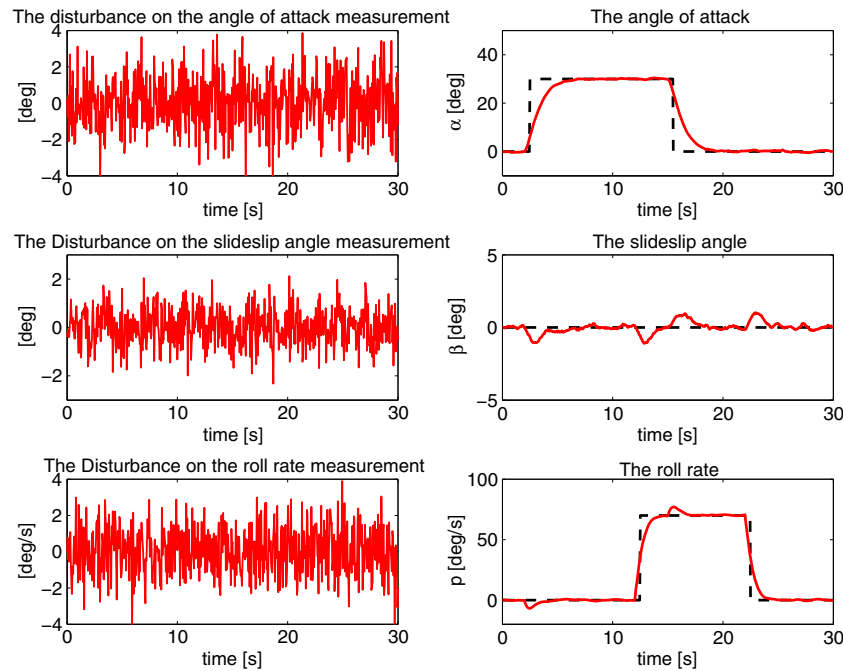 The disturbance on the angle of attack measurement
4
2
0
−2
−4
[deg]
0
10
20
30
time [s]
The angle of attack
40
20
0
α [deg]
0
10
20
30
time [s]
The Disturbance on the slideslip angle measurement
2
0
−2
[deg]
0
10
20
30
time [s]
The slideslip angle
5
0
−5
β [deg]
0
10
20
30
time [s]
The Disturbance on the roll rate measurement
4
2
0
−2
−4
[deg/s]
0
10
20
30
time [s]
The roll rate
100
50
0
p [deg/s]
0
10
20
30
time [s]